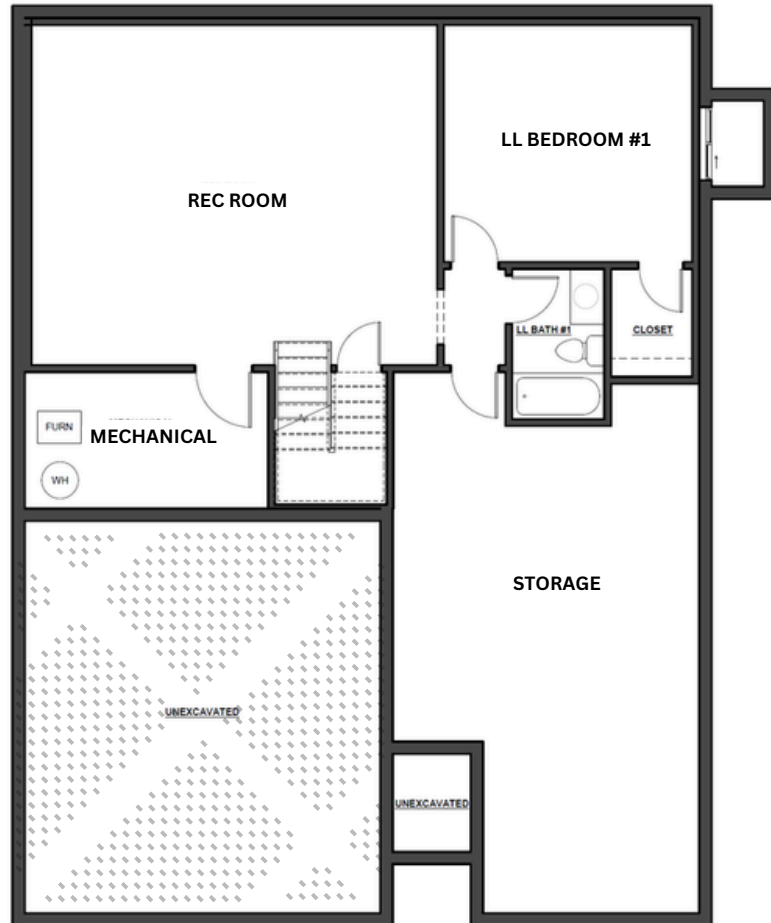 LL BEDROOM #1
REC ROOM
LL BATH #1
CLOSET
FURN
MECHANICAL
WH
STORAGE
UNEXCAVATED
UNEXCAVATED